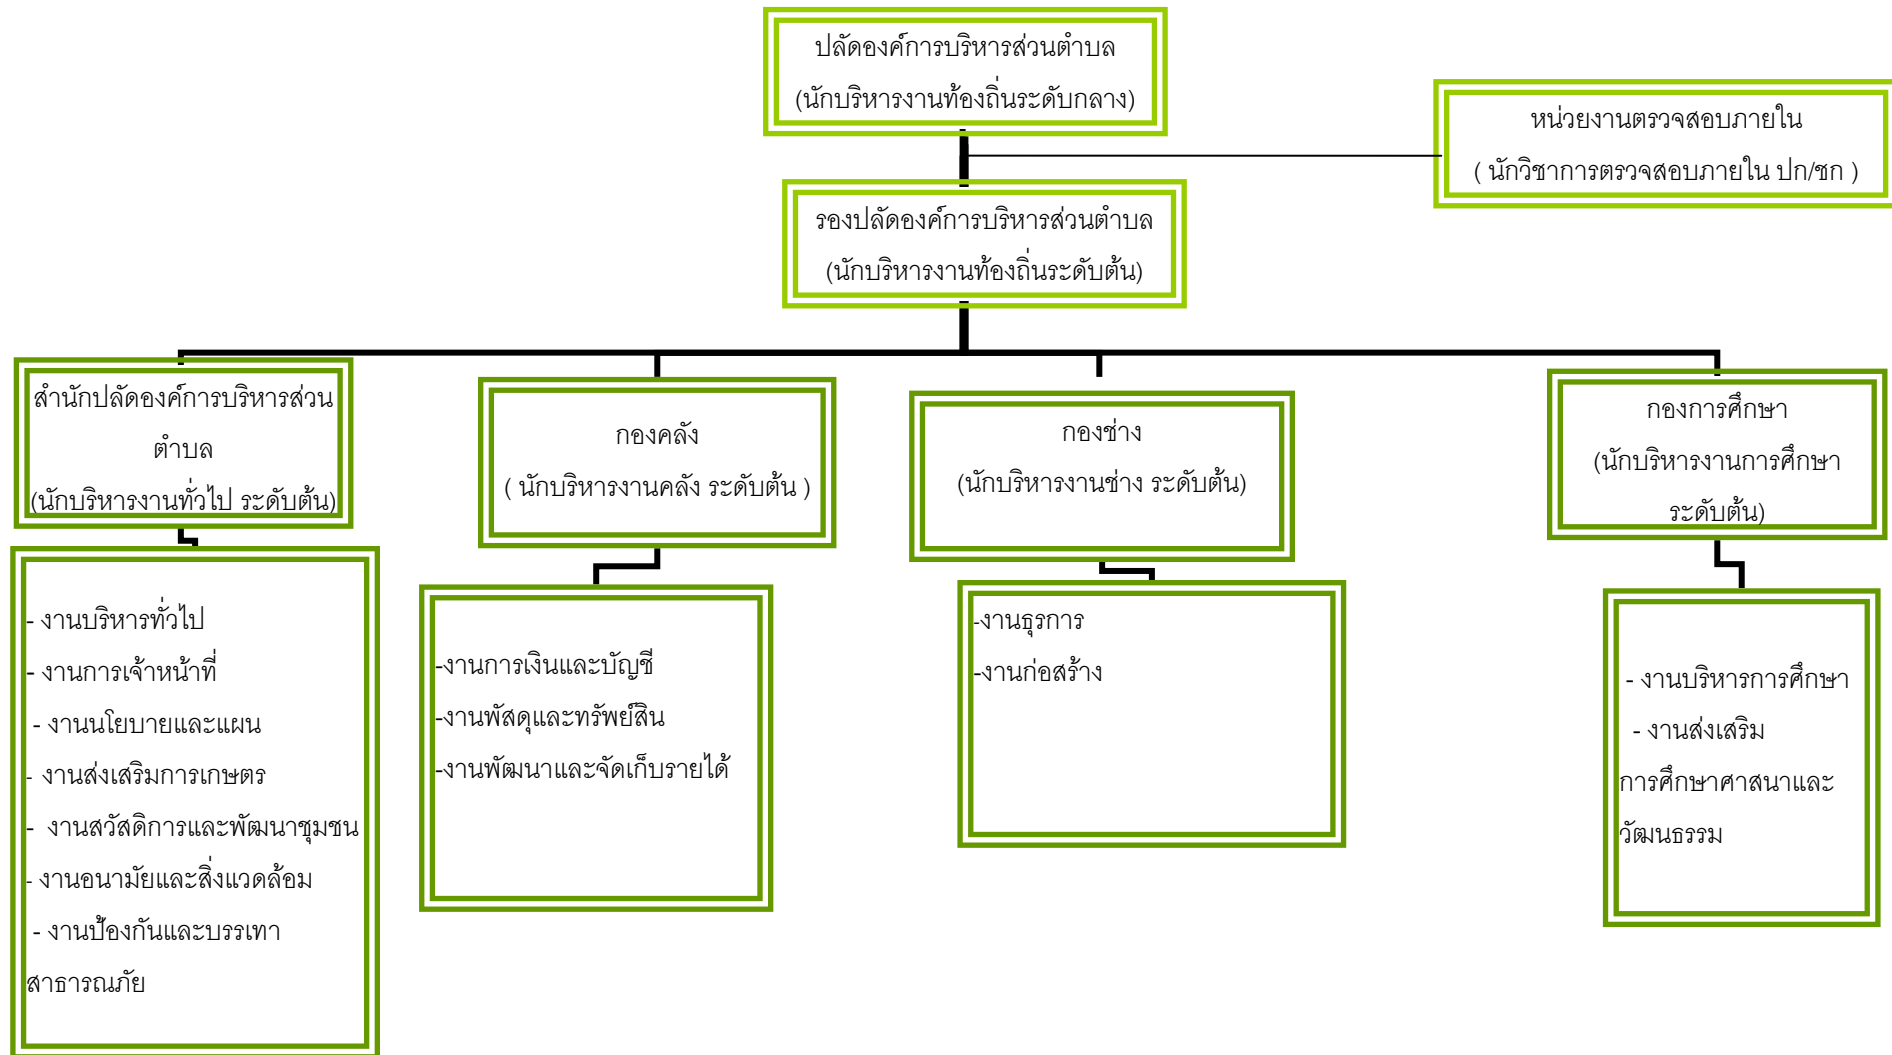 ปลัดองค์การบริหารส่วนตำบล
(นักบริหารงานท้องถิ่นระดับกลาง)
หน่วยงานตรวจสอบภายใน
( นักวิชาการตรวจสอบภายใน ปก/ชก )
รองปลัดองค์การบริหารส่วนตำบล
(นักบริหารงานท้องถิ่นระดับต้น)
สำนักปลัดองค์การบริหารส่วน
ตำบล
(นักบริหารงานทั่วไป ระดับต้น)
กองคลัง
( นักบริหารงานคลัง ระดับต้น )
กองช่าง
(นักบริหารงานช่าง ระดับต้น)
กองการศึกษา
(นักบริหารงานการศึกษา
ระดับต้น)
- งานบริหารทั่วไป
- งานการเจ้าหน้าที่
- งานนโยบายและแผน
- งานส่งเสริมการเกษตร
- งานสวัสดิการและพัฒนาชุมชน
- งานอนามัยและสิ่งแวดล้อม
- งานป้องกันและบรรเทา
สาธารณภัย
-งานการเงินและบัญชี
-งานพัสดุและทรัพย์สิน
-งานพัฒนาและจัดเก็บรายได้
-งานธุรการ
-งานก่อสร้าง
- งานบริหารการศึกษา
- งานส่งเสริม
การศึกษาศาสนาและ
วัฒนธรรม